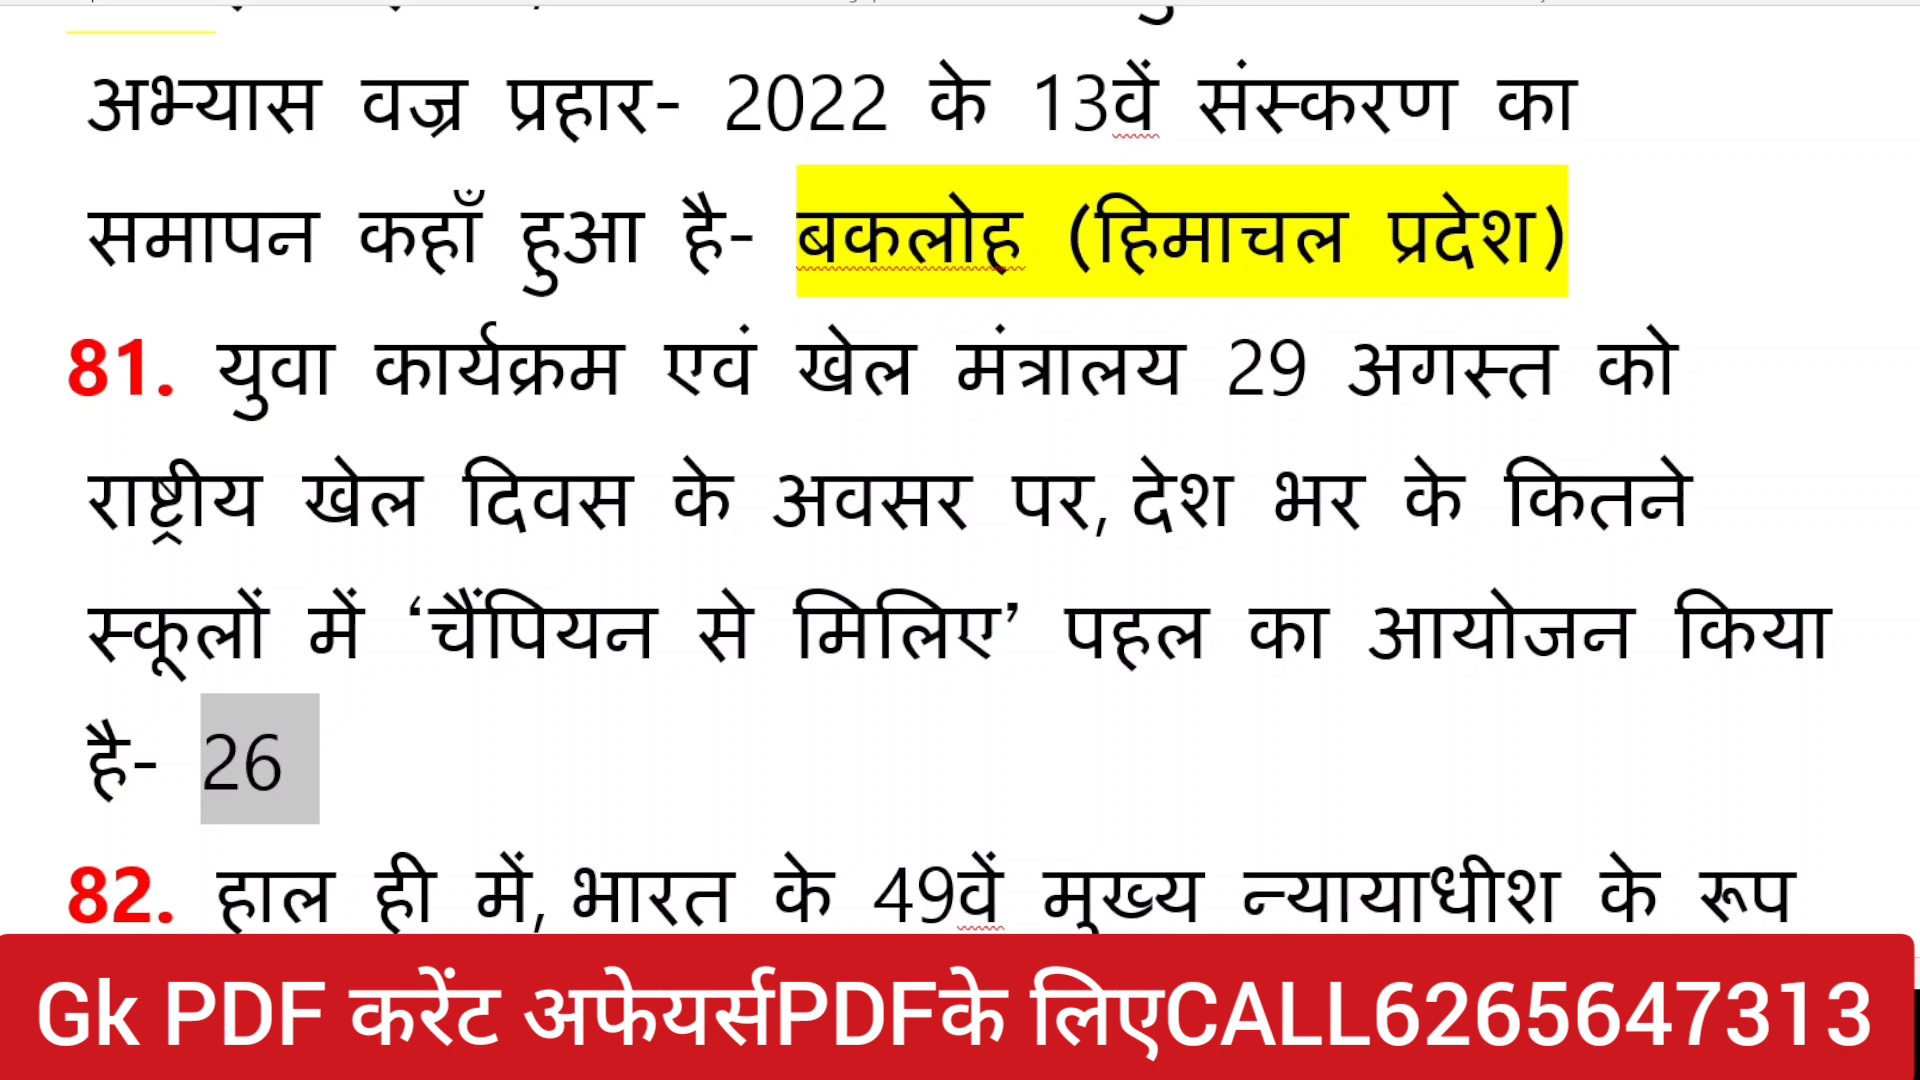 अभ्यास वज्र प्रहार- 2022 के 13वें संस्करण का
समापन कहाँ हुआ है- बकलोह (हिमाचल प्रदेश)
81. युवा कार्यक्रम एवं खेल मंत्रालय 29 अगस्त को
राष्ट्रीय खेल दिवस के अवसर पर, देश भर के कितने
स्कूलों में ‘चैंपियन से मिलिए’ पहल का आयोजन किया
है- 26
82. हाल ही में, भारत के 49वें मुख्य न्यायाधीश के रूप
Gk PDF करेंट अफेयर्सPDFके लिएCALL6265647313